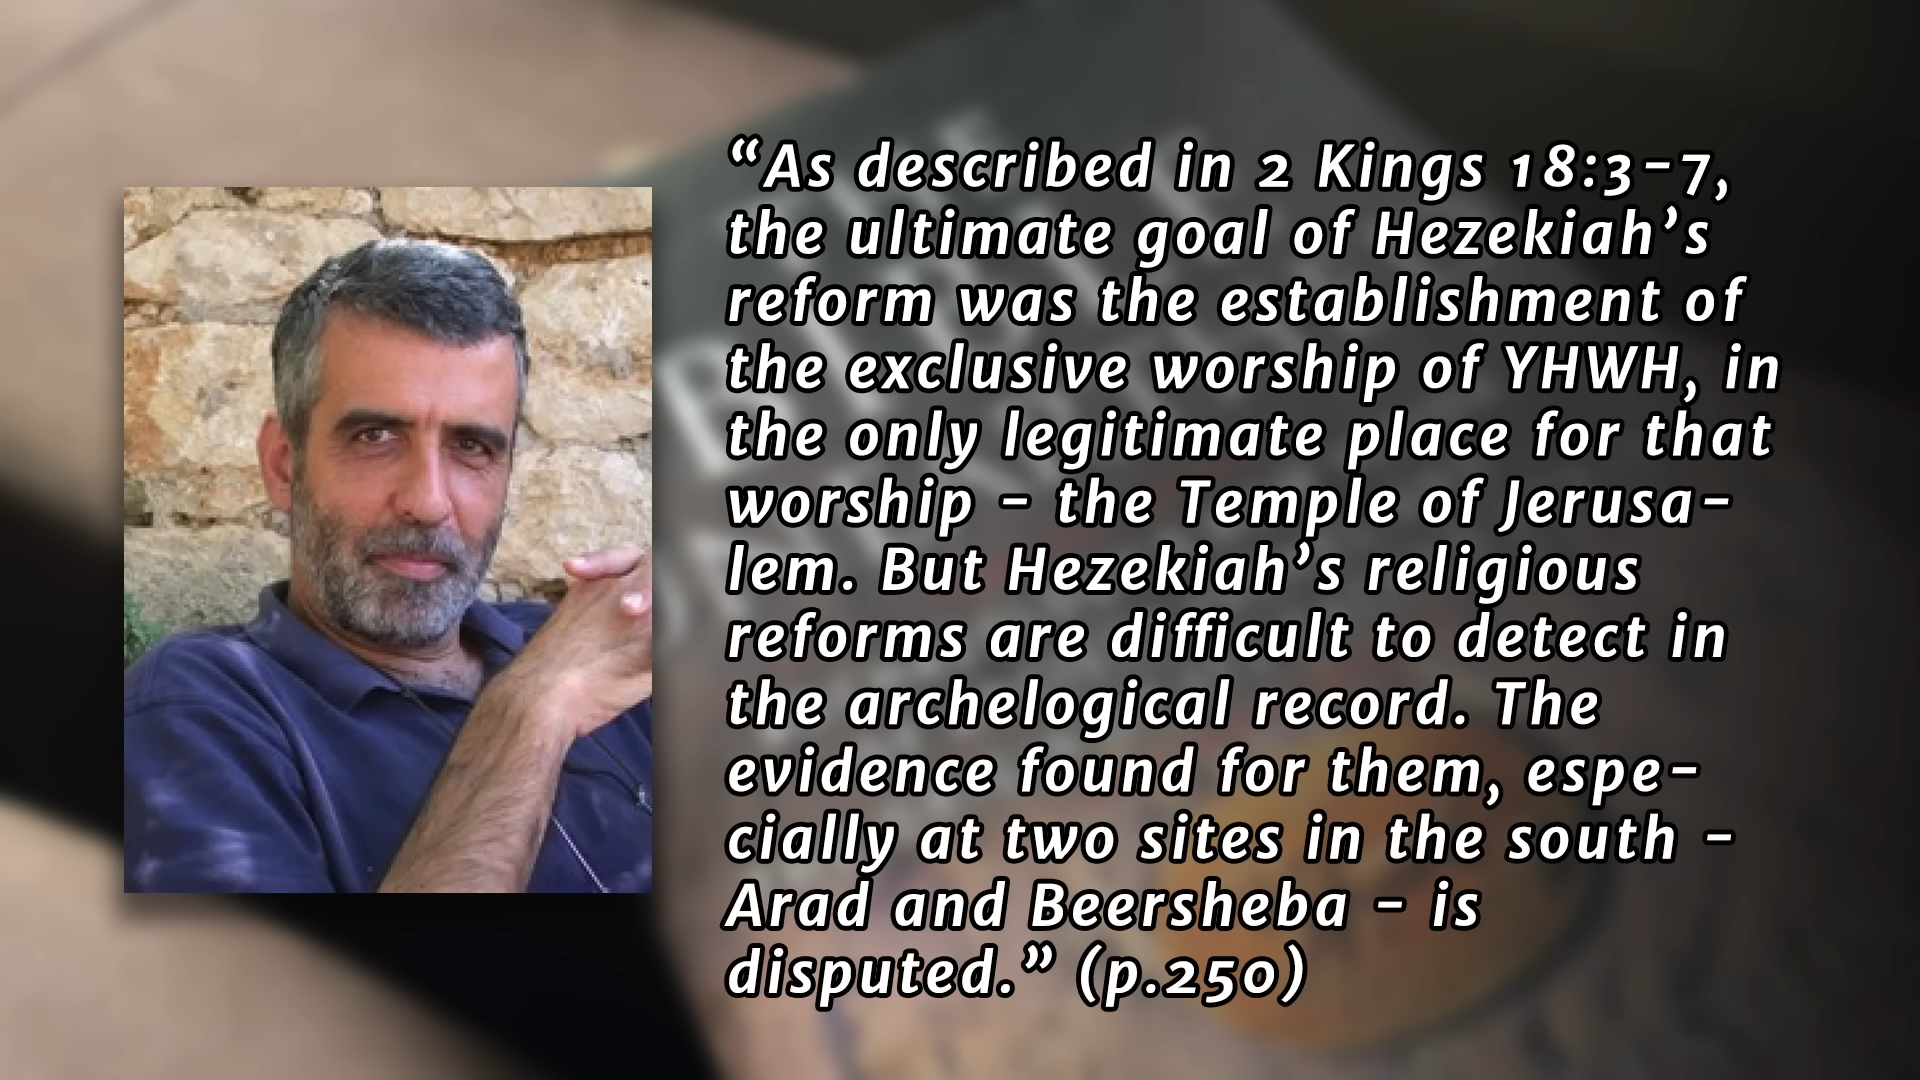 “As described in 2 Kings 18:3-7,
the ultimate goal of Hezekiah’s
reform was the establishment of
the exclusive worship of YHWH, in
the only legitimate place for that
worship - the Temple of Jerusa-
lem. But Hezekiah’s religious
reforms are difficult to detect in
the archelogical record. The
evidence found for them, espe-
cially at two sites in the south -
Arad and Beersheba - is
disputed.” (p.250)